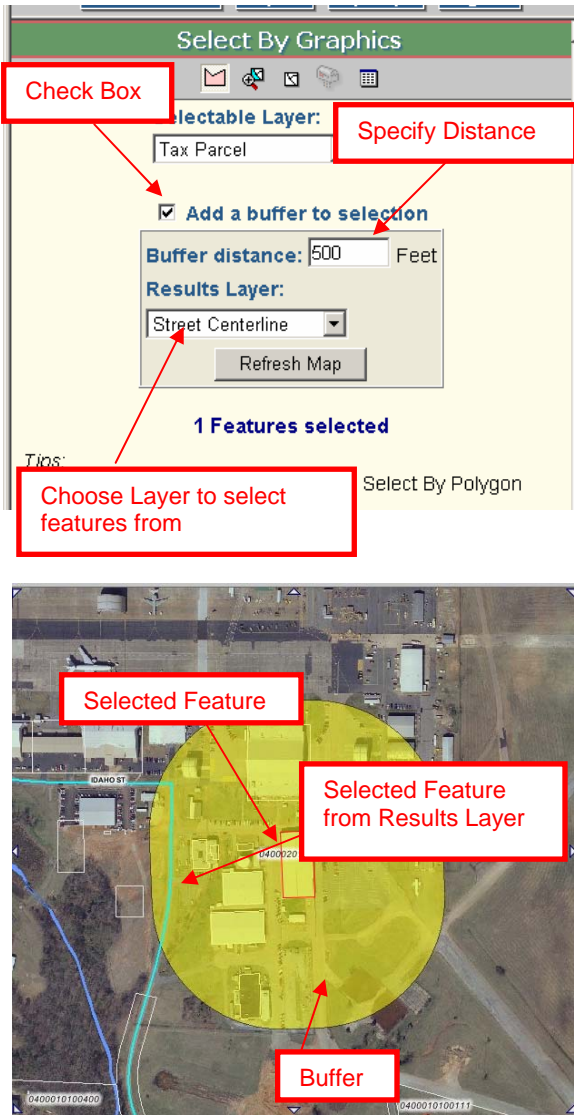 Select By Graphics
Check Box
electable Layer:
Specify Distance
Tax Parcel
Add a buffer to selection
Buffer distance: 500 Feet
Results Layer:
Street Centerline
Refresh Map
1 Features selected
Tips:
Select By Polygon
Choose Layer to select
features from
Selected Feature
IDAHO ST
Selected Feature
from Results Layer
0400020
Buffer
0400010100400
0400010100111